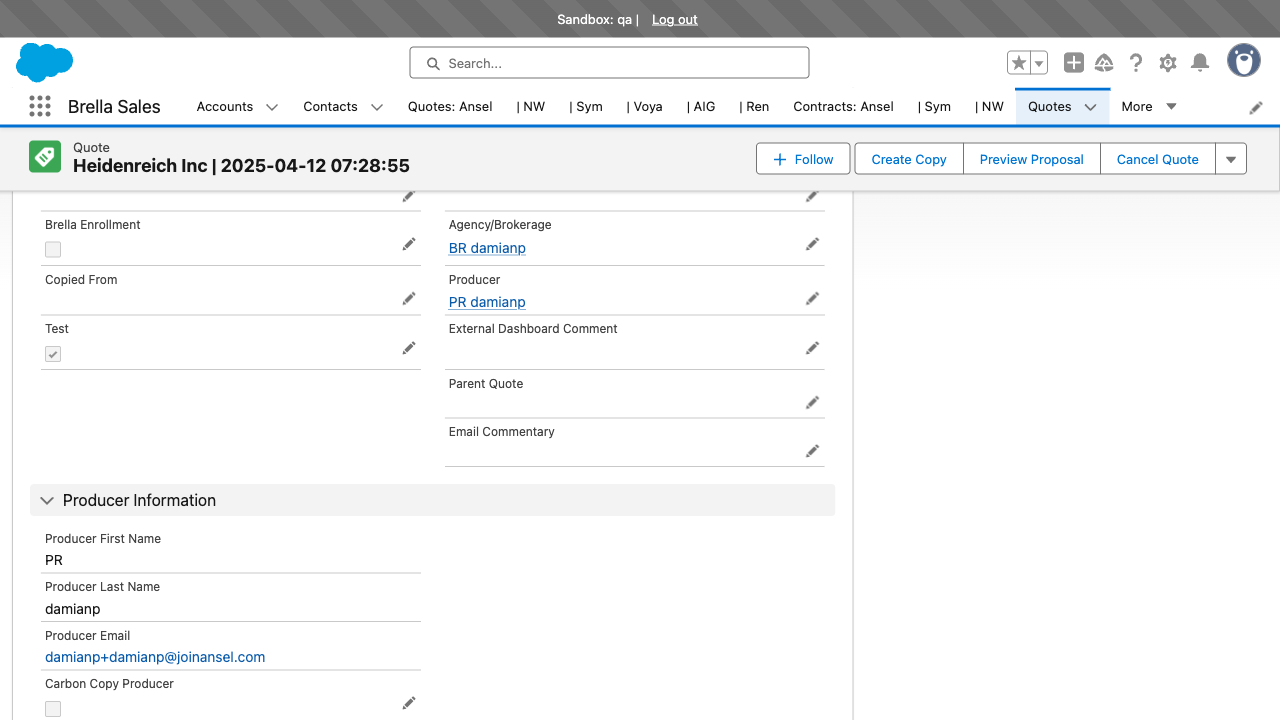 Sandbox: qa | Log out
Search...
Brella Sales
Accounts
Contacts
Quotes: Ansel
| NW
| Sym
| Voya
| AIG
| Ren
Contracts: Ansel
| Sym
| NW
Quotes
More
Quote
Heidenreich Inc | 2025-04-12 07:28:55
Follow
Create Copy
Preview Proposal
Cancel Quote
Brella Enrollment
Agency/Brokerage
BR damianp
Copied From
Producer
PR damianp
Test
External Dashboard Comment
Parent Quote
Email Commentary
Producer Information
Producer First Name
PR
Producer Last Name
damianp
Producer Email
damianp+damianp@joinansel.com
Carbon Copy Producer